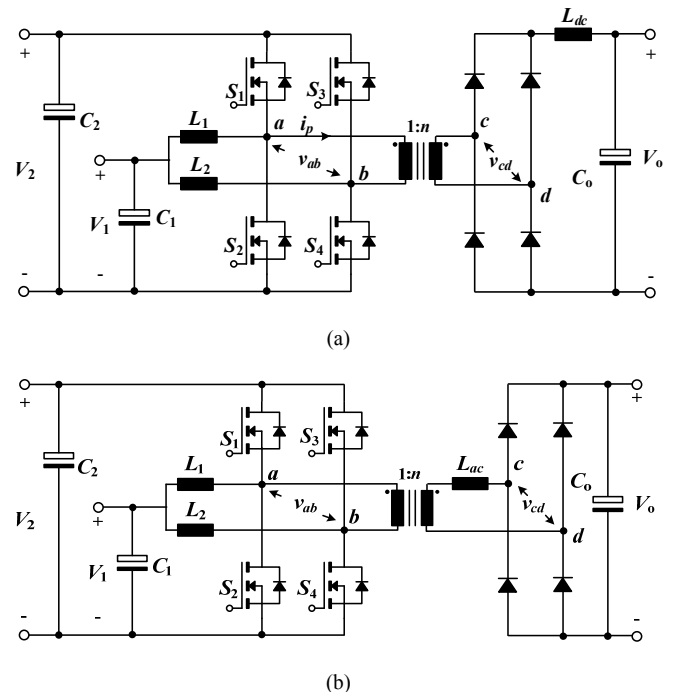 +
C2
V2
-
+
V1
C1
-
L1
L2
S1
S3
a
ip
vab
b
S2
S4
1:n
c
vcd
d
Ldc
+
Co
Vo
-
(a)
+
C2
V2
-
+
V1
C1
-
L1
L2
S1
S3
a
vab
b
S2
S4
1:n
Lac
c
vcd
d
+
Co
Vo
-
(b)